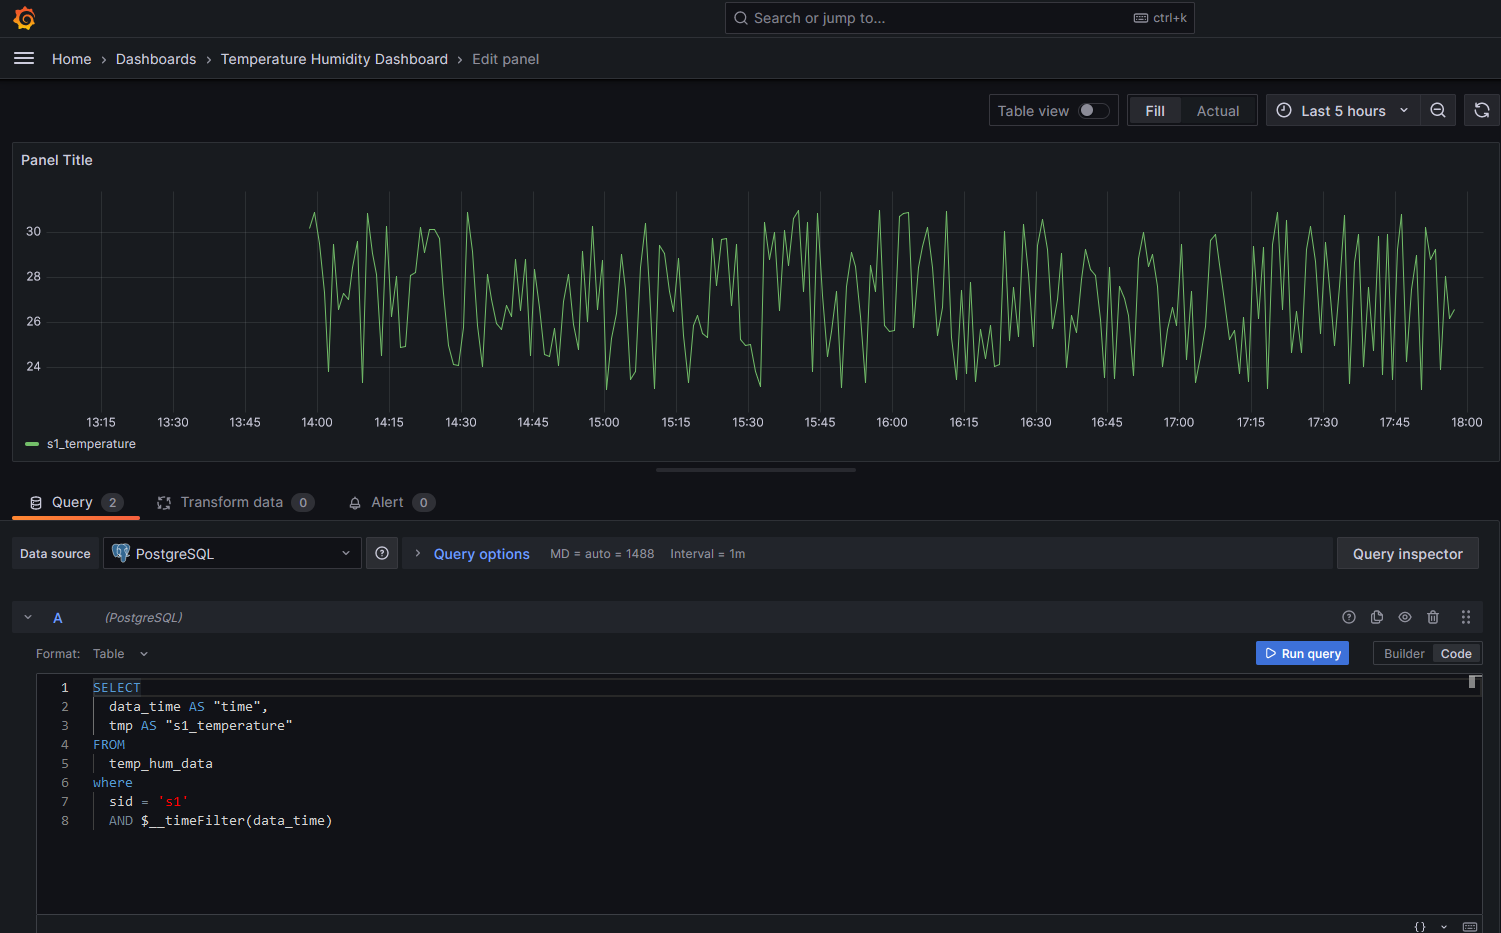 Search or jump to... ctrl+k
Home › Dashboards › Temperature Humidity Dashboard › Edit panel
Table view Fill Actual Last 5 hours
Panel Title
30
28
26
24
13:15 13:30 13:45 14:00 14:15 14:30 14:45 15:00 15:15 15:30 15:45 16:00 16:15 16:30 16:45 17:00 17:15 17:30 17:45 18:00
s1_temperature
Query 2 Transform data 0 Alert 0
Data source PostgreSQL Query options MD = auto = 1488 Interval = 1m Query inspector
A (PostgreSQL)
Format: Table Run query Builder Code
1 SELECT
2 data_time AS "time",
3 tmp AS "s1_temperature"
4 FROM
5 temp_hum_data
6 where
7 sid = 's1'
8 AND $__timeFilter(data_time)
{}